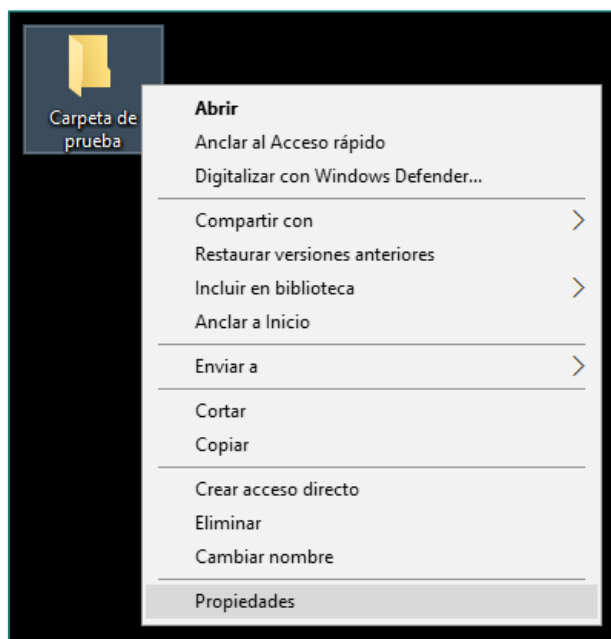 Carpeta de
prueba
Abrir
Anclar al Acceso rápido
Digitalizar con Windows Defender...
Compartir con
Restaurar versiones anteriores
Incluir en biblioteca
Anclar a Inicio
Enviar a
Cortar
Copiar
Crear acceso directo
Eliminar
Cambiar nombre
Propiedades